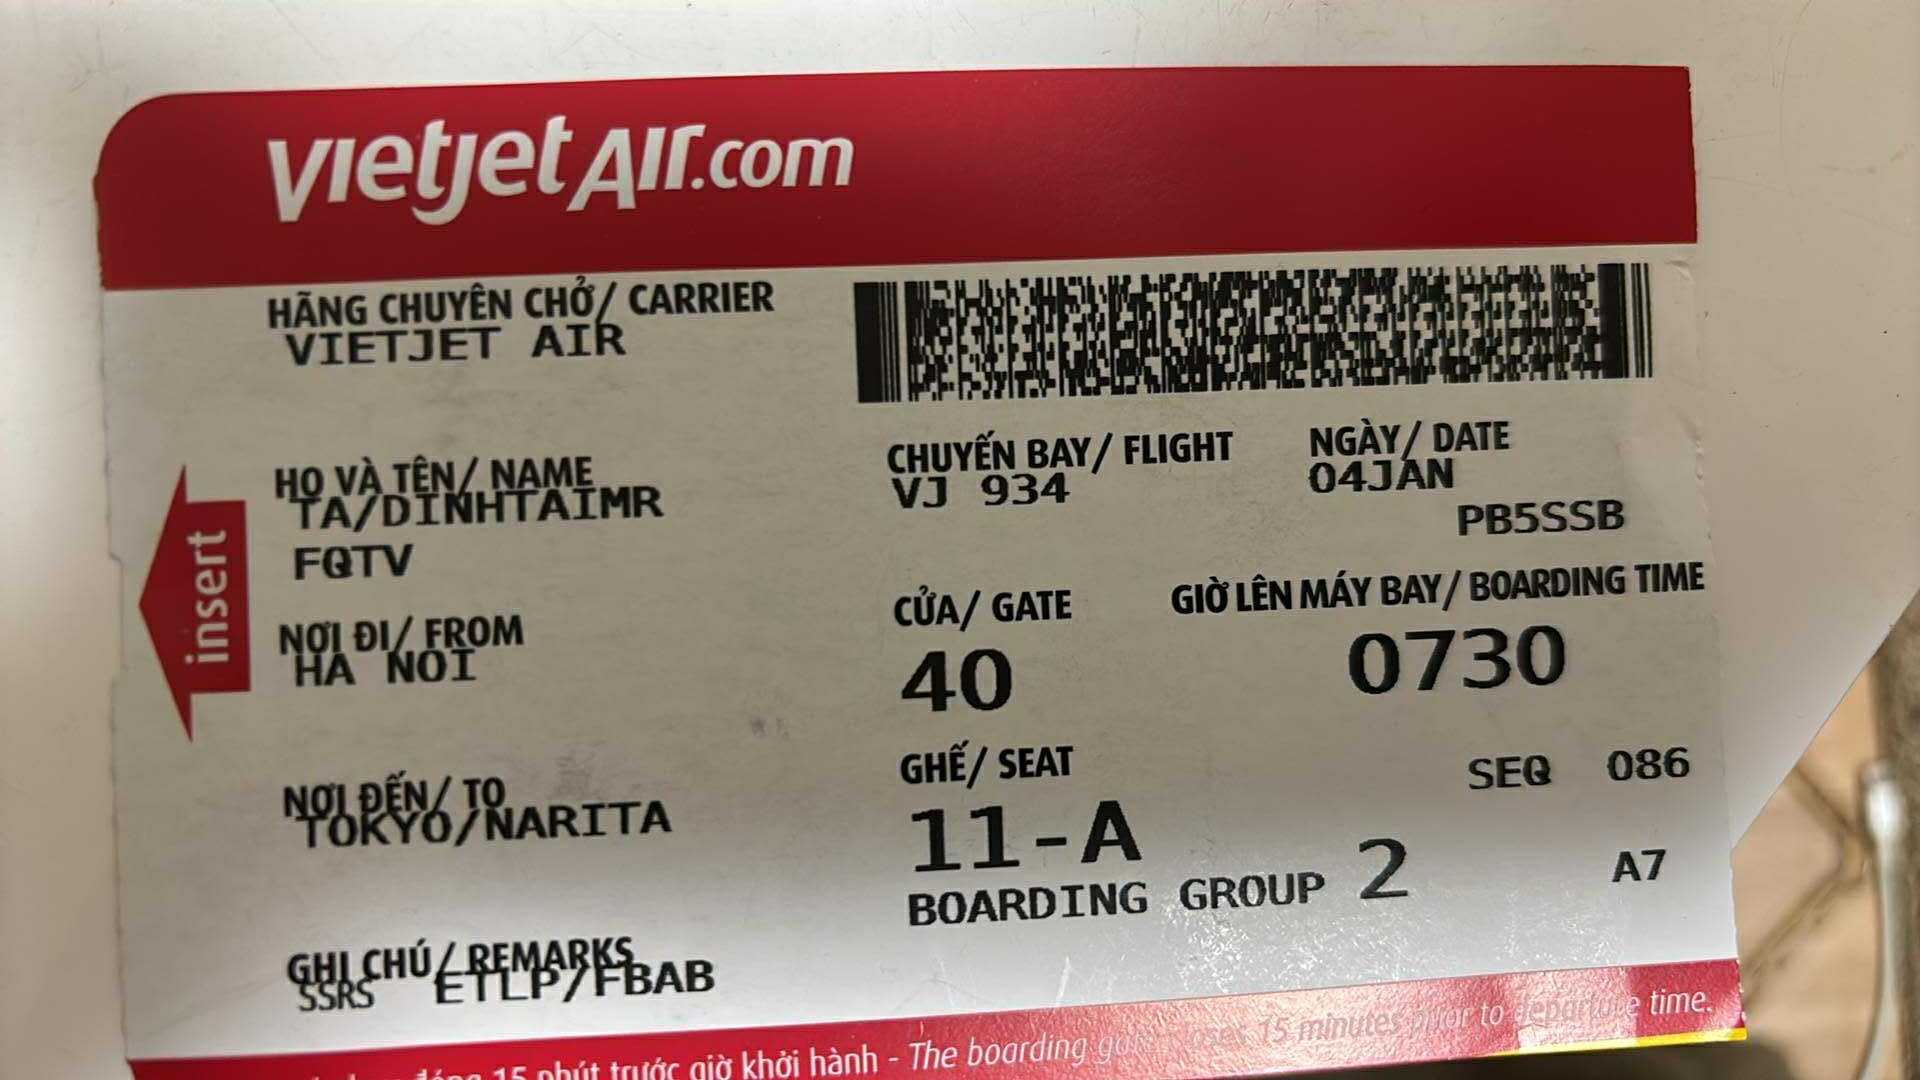 vietjetAir.com
HÃNG CHUYÊN CHỞ/ CARRIER
VIETJET AIR
HỌ VÀ TÊN/ NAME
TA/DINHTAIMR
FQTV
CHUYẾN BAY/ FLIGHT
VJ 934
NGÀY/ DATE
04JAN
PB5SSB
insert
NƠI ĐI/ FROM
HA NOI
CỬA/ GATE
40
GIỜ LÊN MÁY BAY/ BOARDING TIME
0730
NƠI ĐẾN/ TO
TOKYO/NARITA
GHẾ/ SEAT
11-A
SEQ 086
BOARDING GROUP 2
A7
GHI CHÚ/ REMARKS
SSRS ETLP/FBAB
15 phút trước giờ khởi hành - The boarding gate closes 15 minutes prior to departure time.